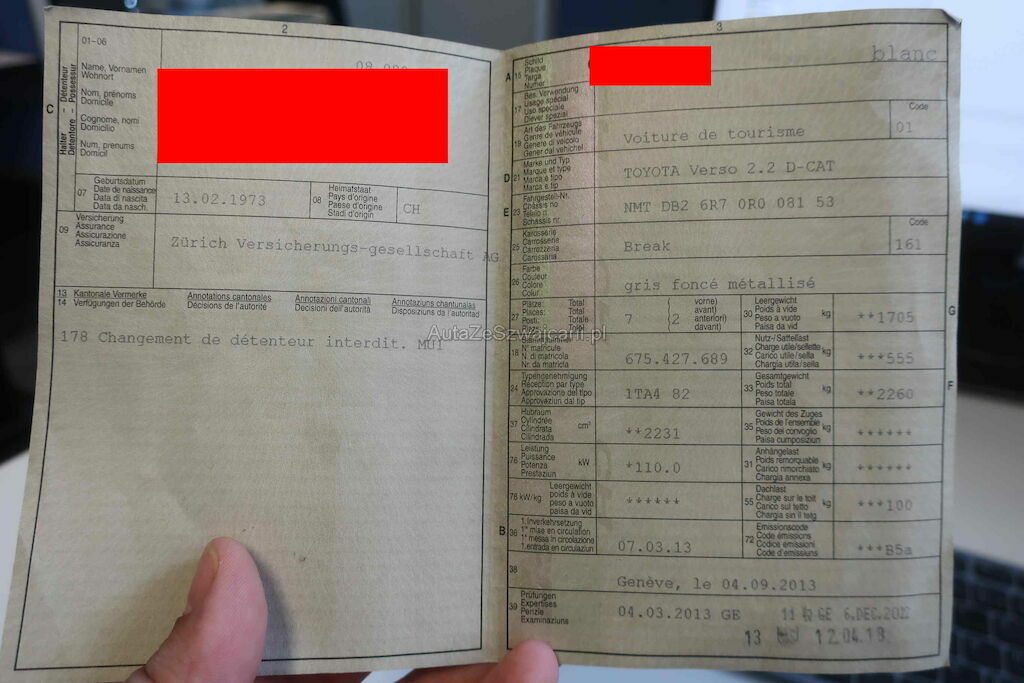 2
01-06
Halter - Détenteur
Détentore - Possessur
C
Name, Vornamen
Wohnort
Nom, prénoms
Domicile
Cognome, nomi
Domicilio
Num, prenums
Domicil
07
Geburtsdatum
Date de naissance
Data di nascita
Data da nasch.
13.02.1973
08
Heimatstaat
Pays d'origine
Paese d'origine
Stadi d'origin
CH
09
Versicherung
Assurance
Assicurazione
Assicuranza
Zürich Versicherungs-gesellschaft AG
13 Kantonale Vermerke
14 Verfügungen der Behörde
Annotations cantonales
Décisions de l'autorité
Annotazioni cantonali
Decisioni dell'autorità
Annotaziuns chantunalas
Disposiziuns da l'autoritad
178 Changement de détenteur interdit. MUT
AutaZeSzwajcarii.pl
3
A
15
Schild
Plaque
Targa
Numer
blanc
17
Bes. Verwendung
Usage spécial
Uso speciale
Diever spezial
19
Art des Fahrzeugs
Genre de véhicule
Genere di veicolo
Gener dal vehichel
Voiture de tourisme
Code
01
D
21
Marke und Typ
Marque et type
Marca e tipo
Marca e tip
TOYOTA Verso 2.2 D-CAT
E
23
Fahrgestell-Nr.
Châssis no
Telaio n.
Schassis nr.
NMT DB2 6R7 0R0 081 53
25
Karosserie
Carrosserie
Carrozzeria
Carossaria
Break
Code
161
26
Farbe
Couleur
Colore
Colur
gris foncé métallisé
27
Plätze: Total
Places: Total
Posti: Totale
Total
7
(
2
vorne)
avant)
anteriori)
davant)
30
Leergewicht
Poids à vide
Peso a vuoto
Paisa da vid
kg
**1705
G
18
N° matricule
N. di matricola
Nr. da matricla
675.427.689
32
Nutz-/Sattellast
Charge utile/sellette
Carico utile/sella
Chargia utila/sella
kg
***555
24
Typengenehmigung
Réception par type
Approvazione del tipo
Approvaziun dal tip
1TA4 82
33
Gesamtgewicht
Poids total
Peso totale
Paisa totala
kg
**2260
F
37
Hubraum
Cylindrée
Cilindrata
Cilindrada
cm³
**2231
35
Gewicht des Zuges
Poids de l'ensemble
Peso del convoglio
Paisa cumposiziun
kg
******
76
Leistung
Puissance
Potenza
Prestaziun
kW
*110.0
31
Anhängelast
Poids remorquable
Carico rimorchiato
Chargia annexa
kg
******
78
kW/kg
Leergewicht
poids à vide
peso a vuoto
paisa da vid
******
55
Dachlast
Charge sur le toit
Carico sul tetto
Chargia sin il tetg
kg
***100
B
36
1. Inverkehrsetzung
1re mise en circulation
1a messa in circolazione
1. entrada en circulaziun
07.03.13
72
Emissionscode
Code émissions
Codice emissioni
Code d'emissiuns
***B5a
38
Genève, le 04.09.2013
39
Prüfungen
Expertises
Perizie
Examinaziuns
04.03.2013 GE
GE 6.DEC.2022
13
12.04.18